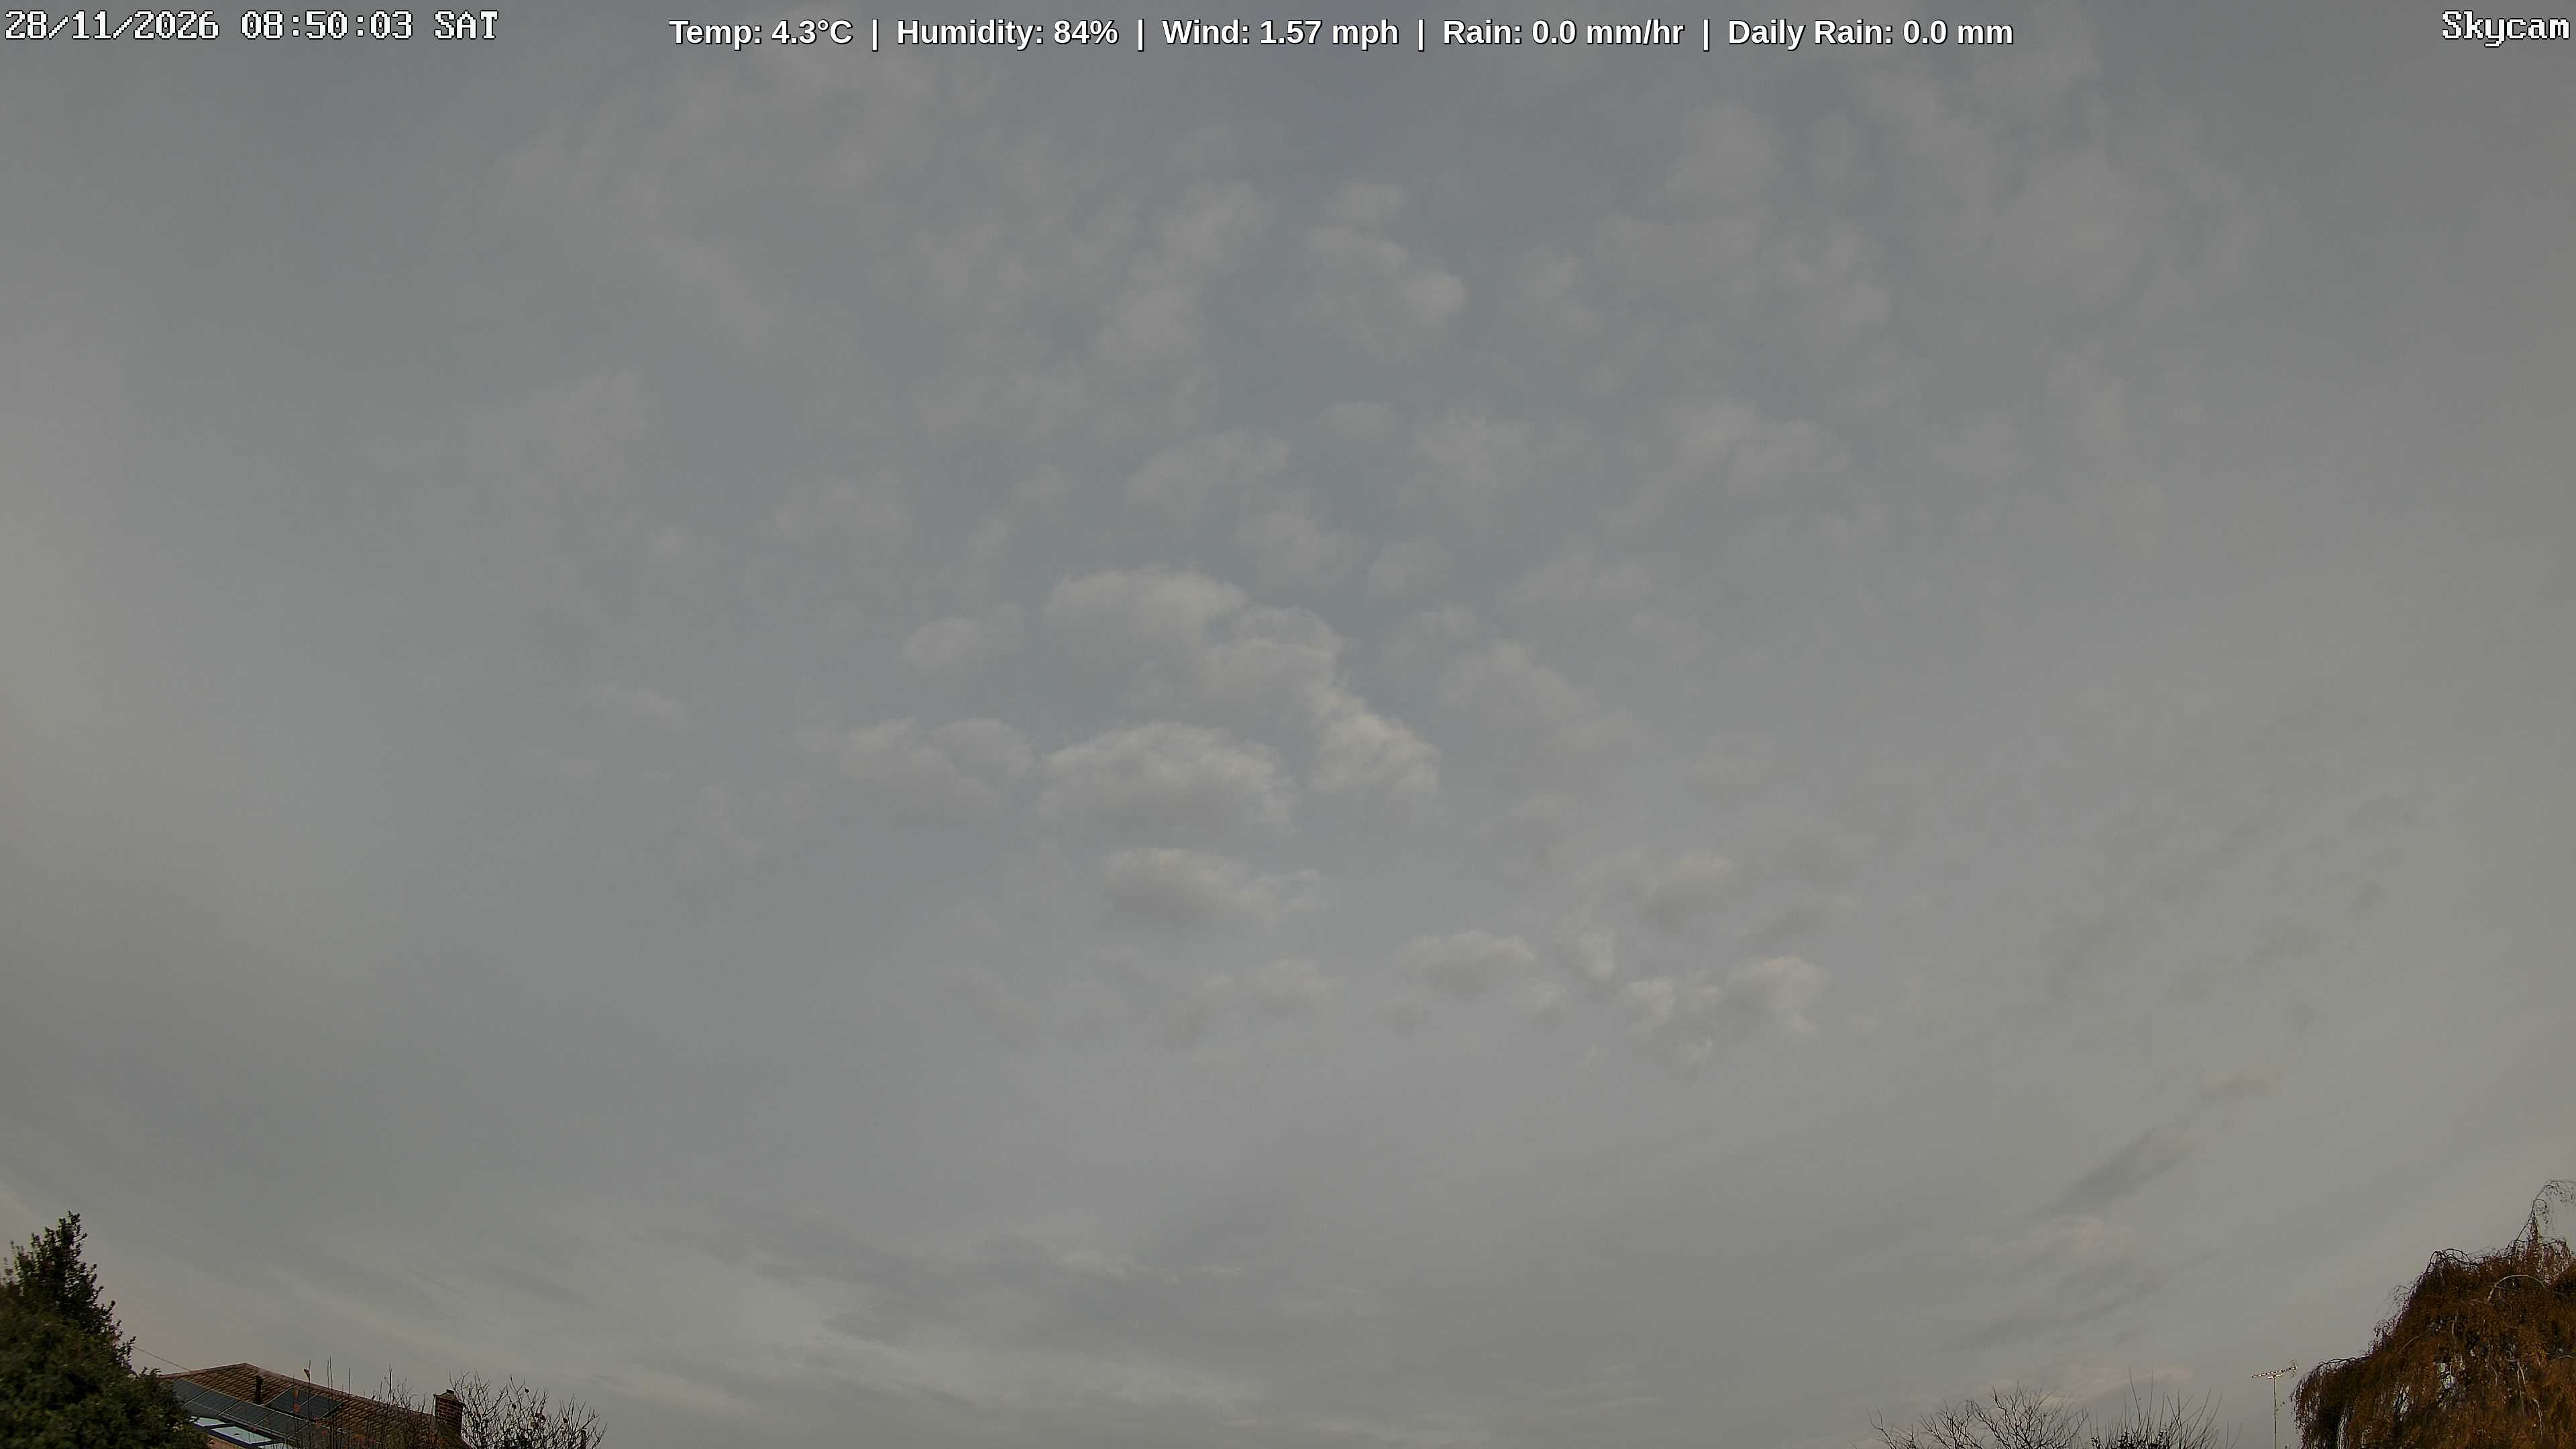 28/11/2026 08:50:03 SAT
Temp: 4.3°C | Humidity: 84% | Wind: 1.57 mph | Rain: 0.0 mm/hr | Daily Rain: 0.0 mm
Skycam